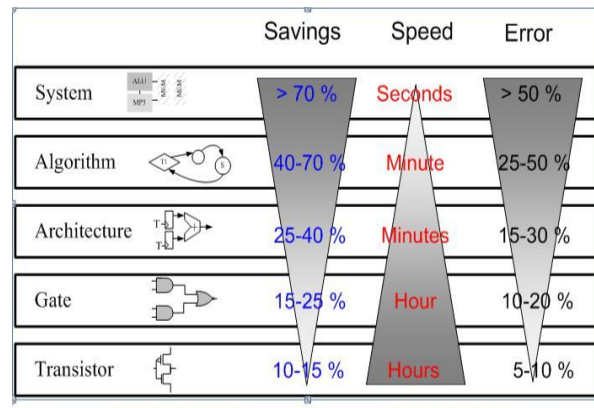 Savings Speed Error
System ALU MP3 MEM MEM > 70 % Seconds > 50 %
Algorithm 40-70 % Minute 25-50 %
Architecture T T + 25-40 % Minutes 15-30 %
Gate 15-25 % Hour 10-20 %
Transistor 10-15 % Hours 5-10 %